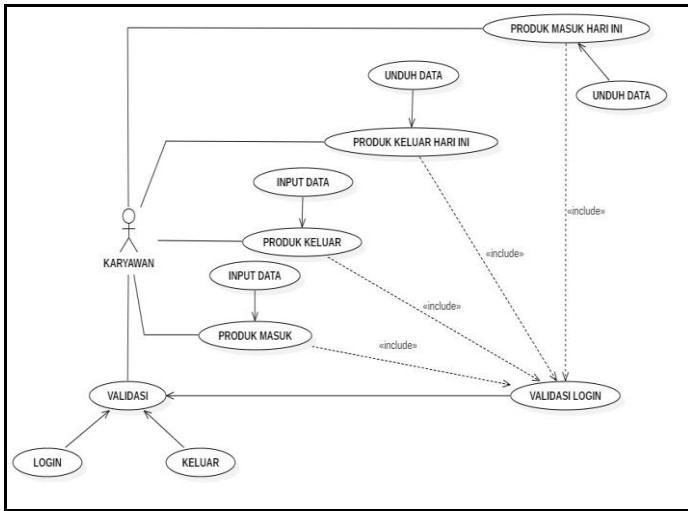 PRODUK MASUK HARI INI
UNDUH DATA
UNDUH DATA
PRODUK KELUAR HARI INI
INPUT DATA
«include»
PRODUK KELUAR
«include»
KARYAWAN
INPUT DATA
«include»
PRODUK MASUK
«include»
VALIDASI
VALIDASI LOGIN
LOGIN
KELUAR